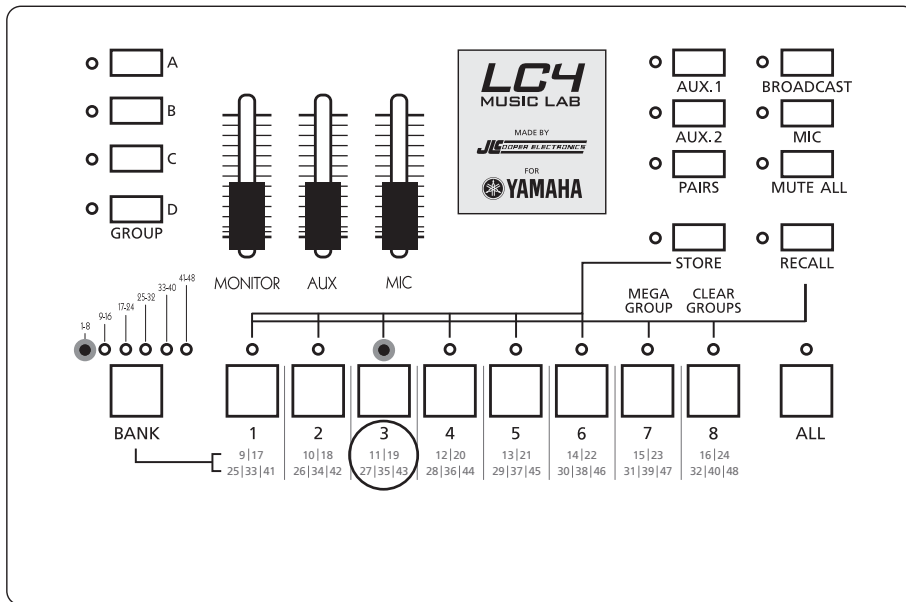 A
B
C
D
GROUP
MONITOR
AUX
MIC
LC4
MUSIC LAB
MADE BY
JLCOOPER ELECTRONICS
FOR
YAMAHA
AUX.1
BROADCAST
AUX.2
MIC
PAIRS
MUTE ALL
STORE
RECALL
MEGA
GROUP
CLEAR
GROUPS
1-8
9-16
17-24
25-32
33-40
41-48
BANK
1
2
3
4
5
6
7
8
ALL
9|17
10|18
11|19
12|20
13|21
14|22
15|23
16|24
25|33|41
26|34|42
27|35|43
28|36|44
29|37|45
30|38|46
31|39|47
32|40|48